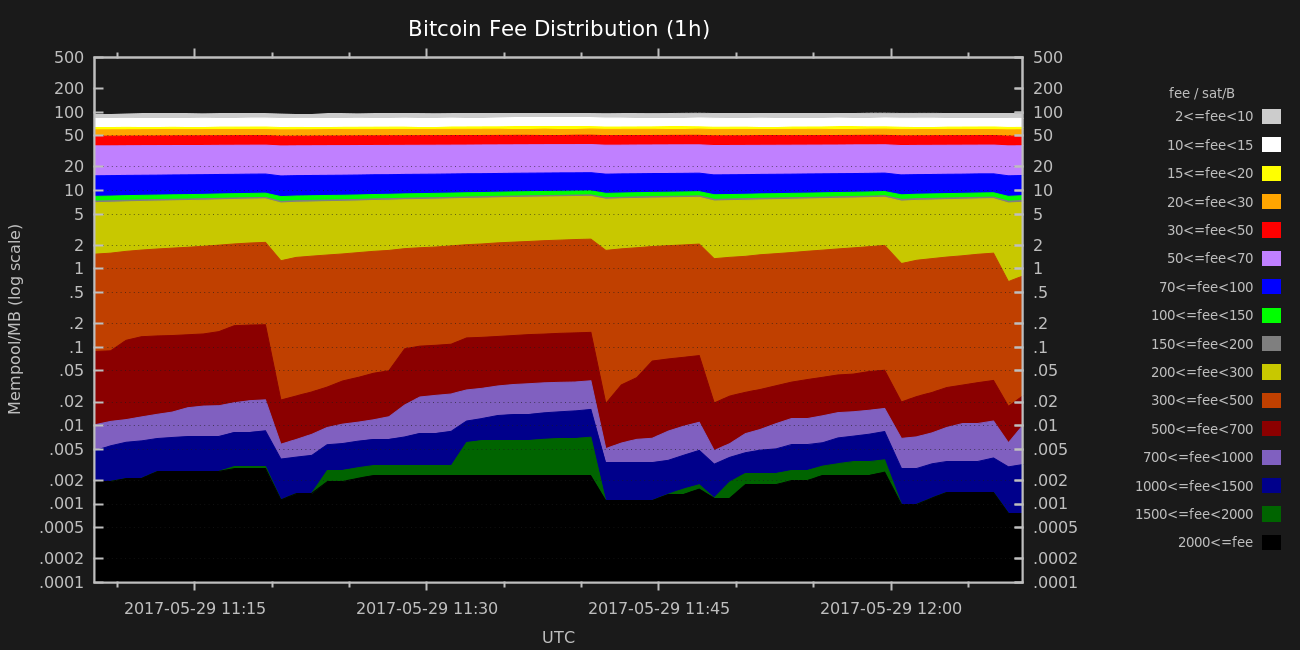 Bitcoin Fee Distribution (1h)
Mempool/MB (log scale)
500
200
100
50
20
10
5
2
1
.5
.2
.1
.05
.02
.01
.005
.002
.001
.0005
.0002
.0001
500
200
100
50
20
10
5
2
1
.5
.2
.1
.05
.02
.01
.005
.002
.001
.0005
.0002
.0001
fee / sat/B
2<=fee<10
10<=fee<15
15<=fee<20
20<=fee<30
30<=fee<50
50<=fee<70
70<=fee<100
100<=fee<150
150<=fee<200
200<=fee<300
300<=fee<500
500<=fee<700
700<=fee<1000
1000<=fee<1500
1500<=fee<2000
2000<=fee
2017-05-29 11:15 2017-05-29 11:30 2017-05-29 11:45 2017-05-29 12:00
UTC